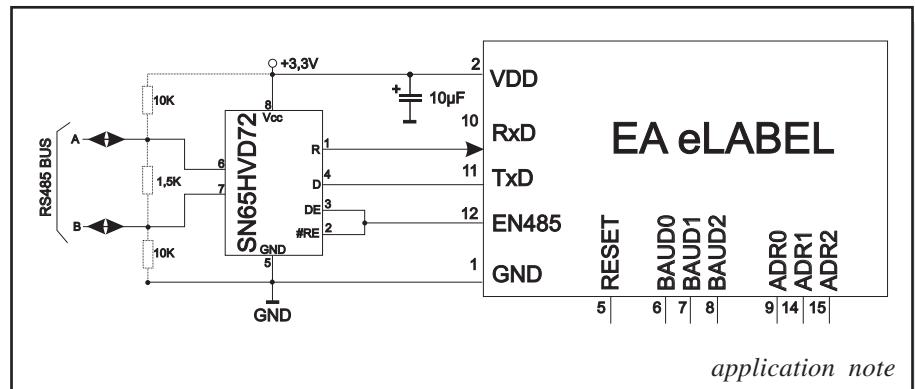 RS485 BUS
A
B
10K
1,5K
10K
+3,3V
8
Vcc
SN65HVD72
6
7
R 1
D 4
DE 3
#RE 2
GND
5
GND
+
10µF
2 VDD
10 RxD
11 TxD
12 EN485
1 GND
EA eLABEL
RESET
BAUD0
BAUD1
BAUD2
ADR0
ADR1
ADR2
5
6
7
8
9
14
15
application note